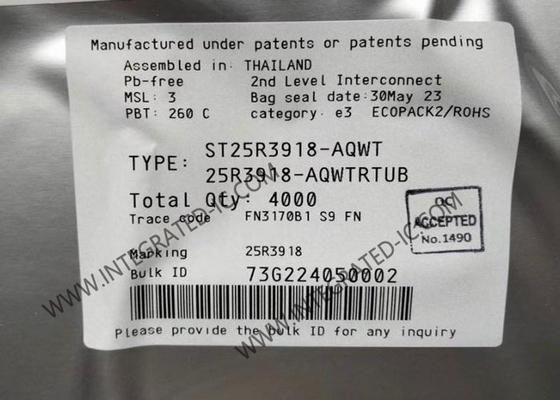 Manufactured under patents or patents pending
Assembled in: THAILAND
Pb-free 2nd Level Interconnect
MSL: 3 Bag seal date:30May 23
PBT: 260 C category: e3 ECOPACK2/ROHS
TYPE: ST25R3918-AQWT
25R3918-AQWTRTUB
Total Qty: 4000
Trace code FN3170B1 S9 FN
QC
ACCEPTED
No.1490
Marking 25R3918
Bulk ID 73G224050002
Please provide the bulk ID for any inquiry
WWW.INTEGRATED-IC.COM
WWW.INTEGRATED-IC.COM